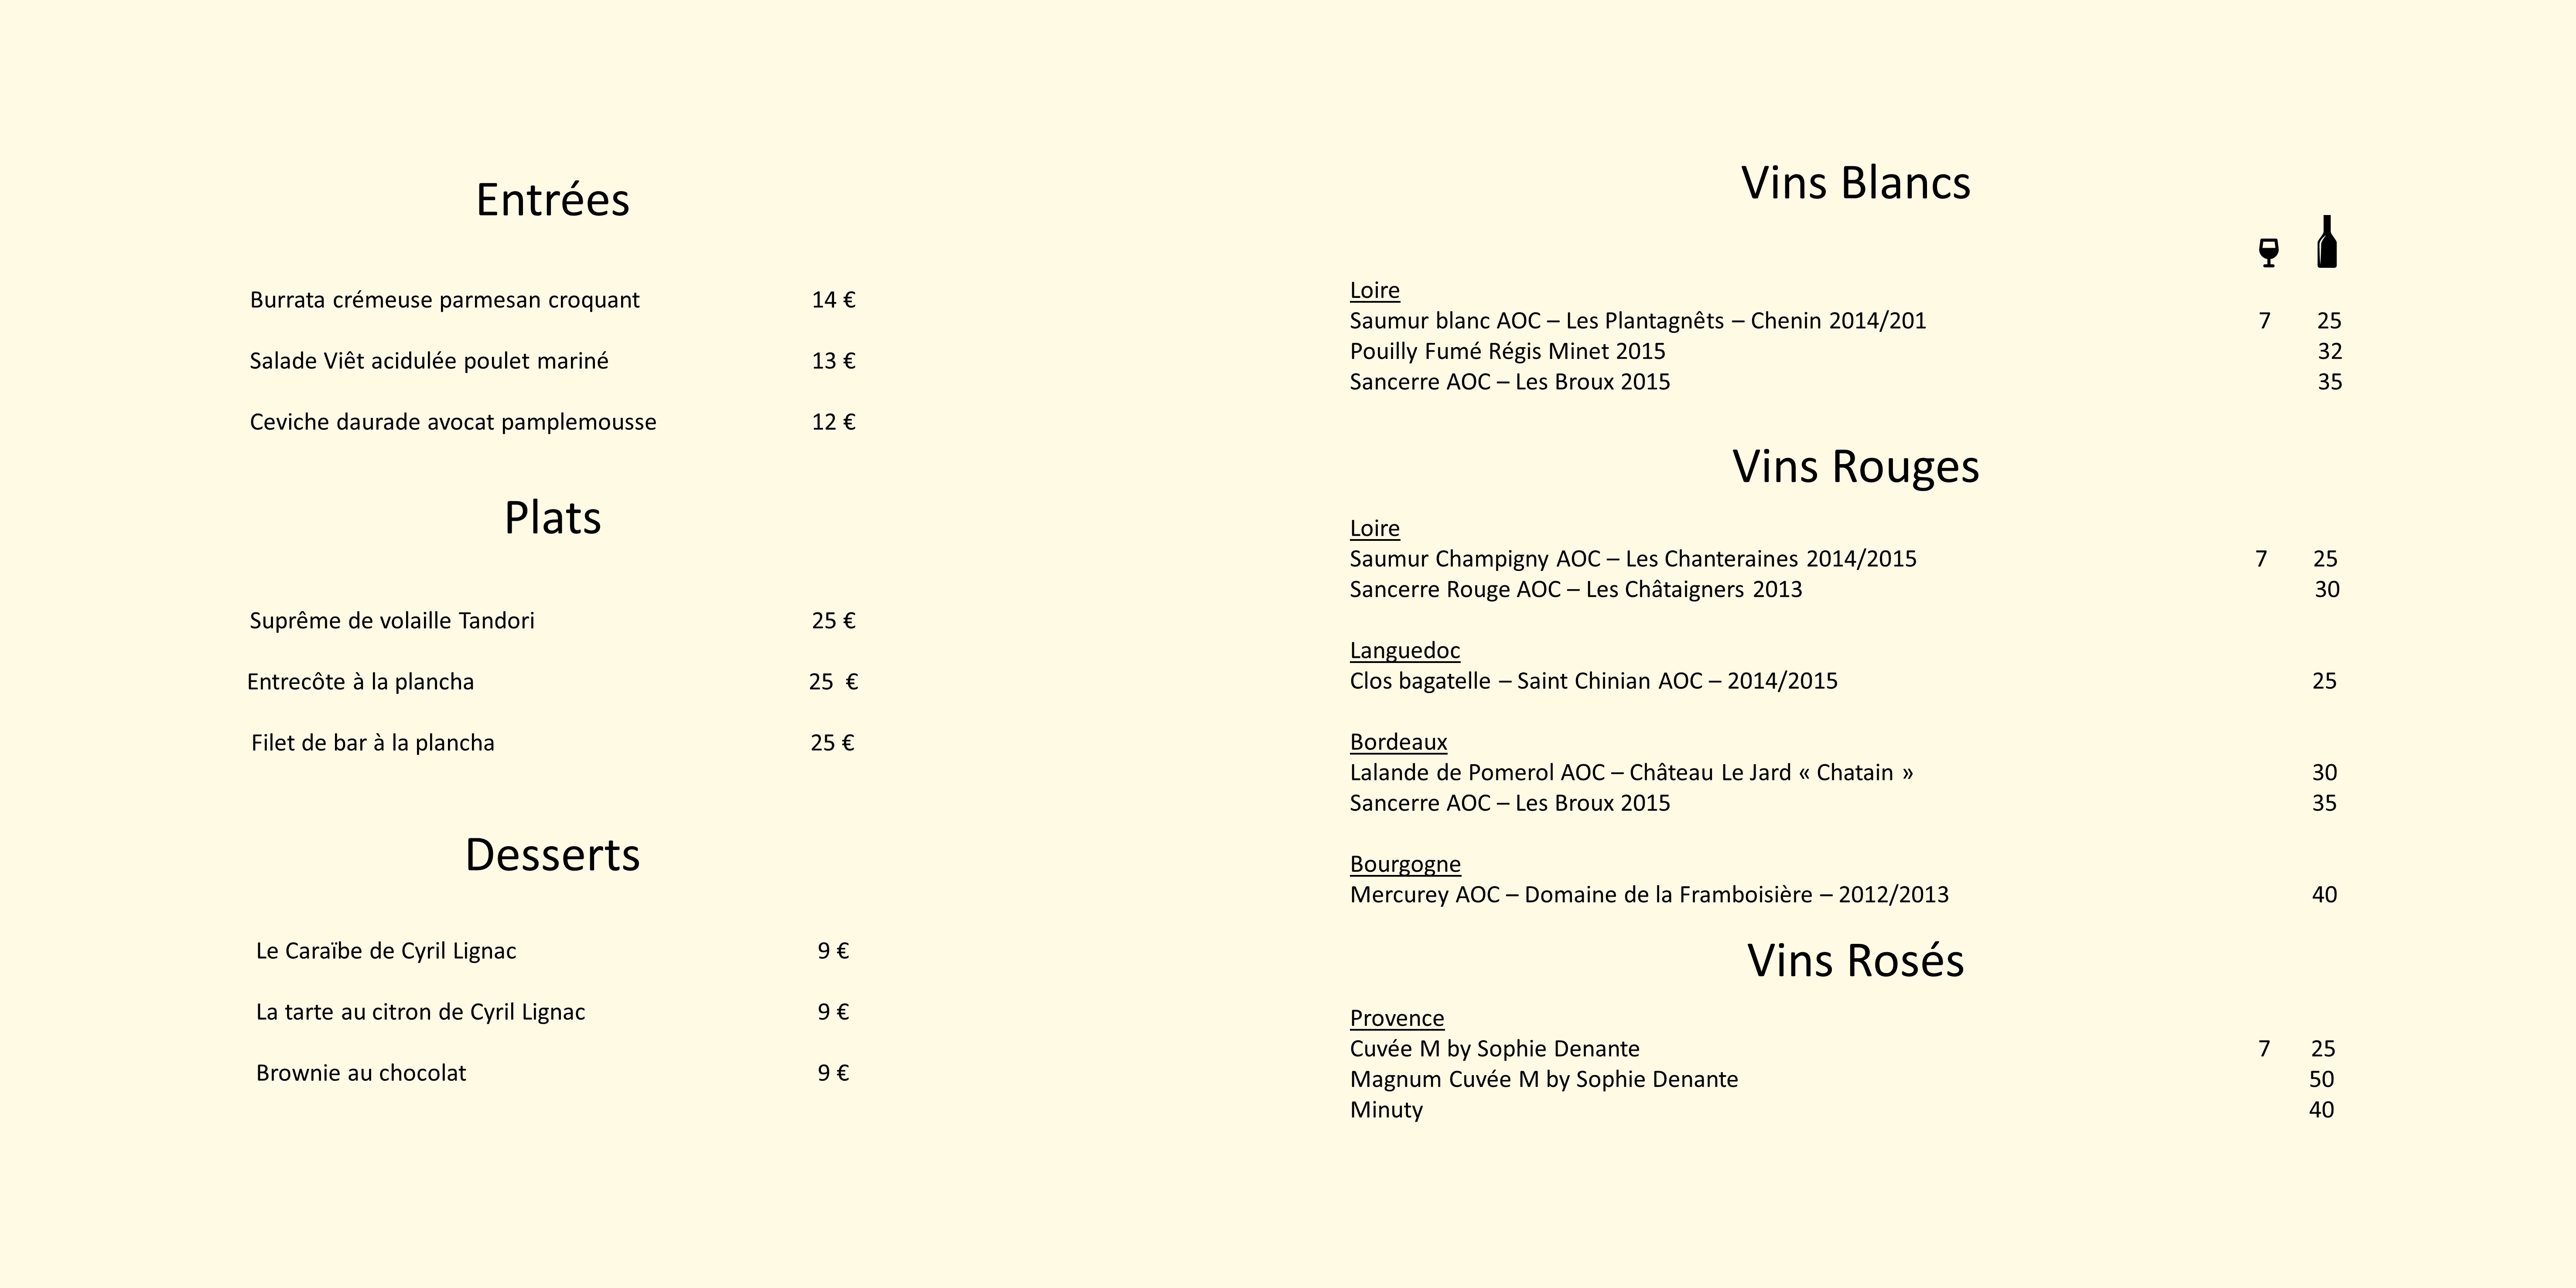 Entrées
Burrata crémeuse parmesan croquant 14 €
Salade Viêt acidulée poulet mariné 13 €
Ceviche daurade avocat pamplemousse 12 €
Plats
Suprême de volaille Tandori 25 €
Entrecôte à la plancha 25 €
Filet de bar à la plancha 25 €
Desserts
Le Caraïbe de Cyril Lignac 9 €
La tarte au citron de Cyril Lignac 9 €
Brownie au chocolat 9 €
Vins Blancs
Loire
Saumur blanc AOC – Les Plantagnêts – Chenin 2014/201 7 25
Pouilly Fumé Régis Minet 2015 32
Sancerre AOC – Les Broux 2015 35
Vins Rouges
Loire
Saumur Champigny AOC – Les Chanteraines 2014/2015 7 25
Sancerre Rouge AOC – Les Châtaigners 2013 30
Languedoc
Clos bagatelle – Saint Chinian AOC – 2014/2015 25
Bordeaux
Lalande de Pomerol AOC – Château Le Jard « Chatain » 30
Sancerre AOC – Les Broux 2015 35
Bourgogne
Mercurey AOC – Domaine de la Framboisière – 2012/2013 40
Vins Rosés
Provence
Cuvée M by Sophie Denante 7 25
Magnum Cuvée M by Sophie Denante 50
Minuty 40